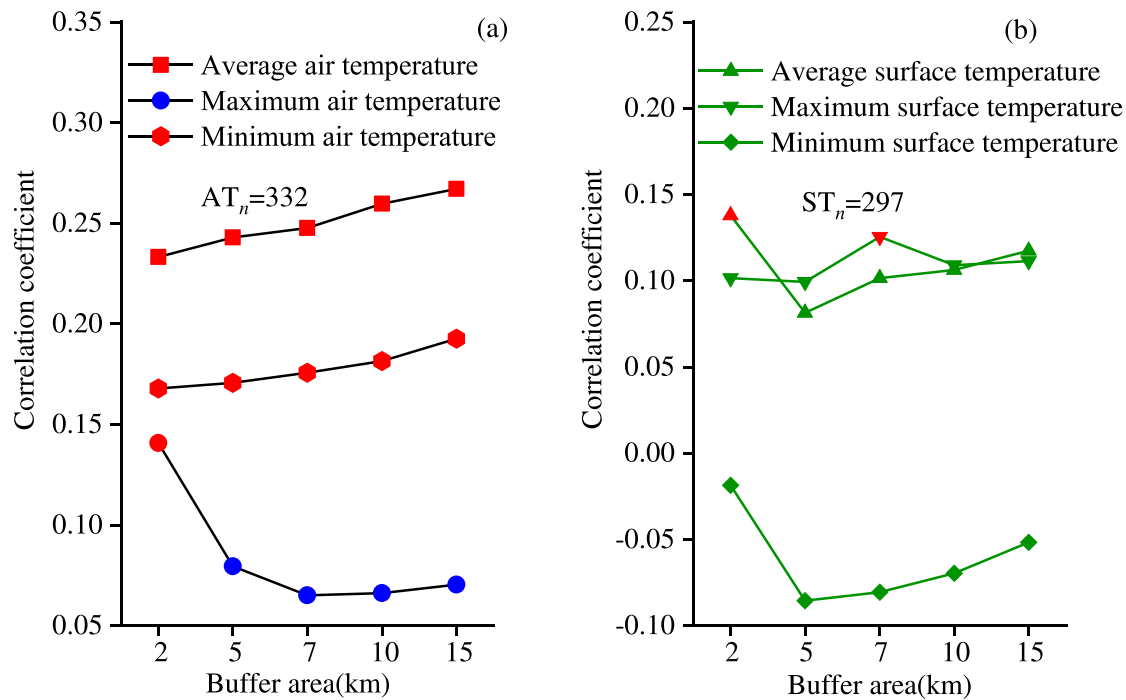 (a)
Average air temperature
Maximum air temperature
Minimum air temperature
ATn=332
Correlation coefficient
0.35
0.30
0.25
0.20
0.15
0.10
0.05
2 5 7 10 15
Buffer area(km)
(b)
Average surface temperature
Maximum surface temperature
Minimum surface temperature
STn=297
Correlation coefficient
0.25
0.20
0.15
0.10
0.05
0.00
-0.05
-0.10
2 5 7 10 15
Buffer area(km)